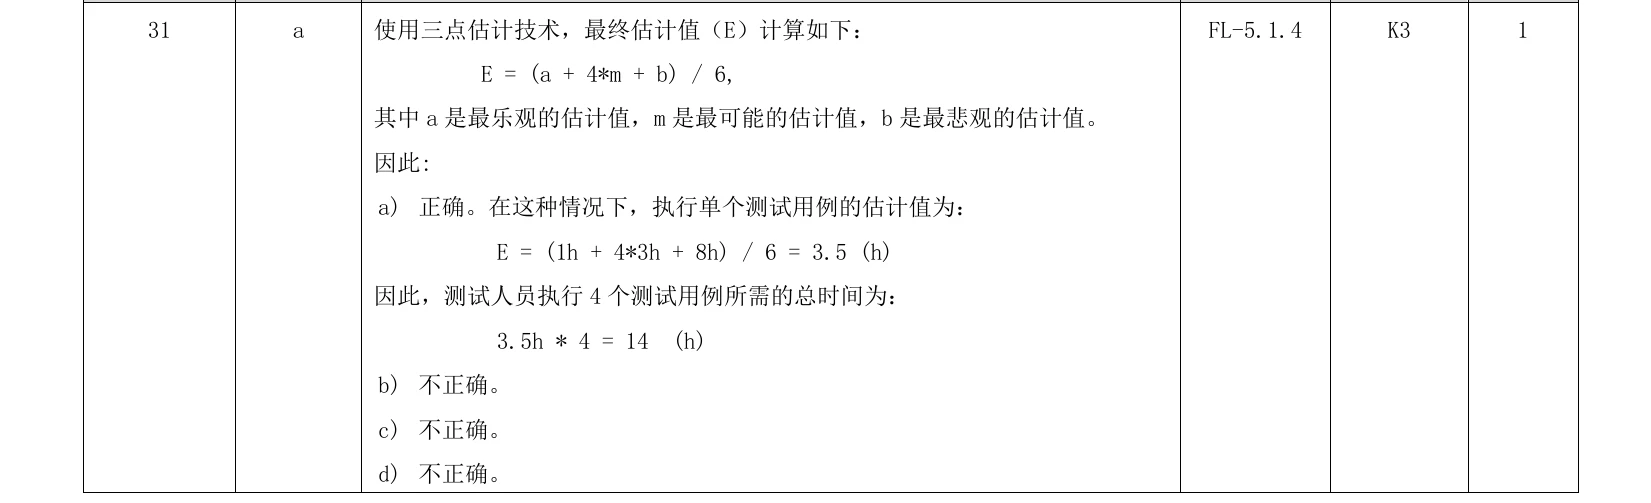 31 a 使用三点估计技术，最终估计值（E）计算如下： FL-5.1.4 K3 1
E = (a + 4*m + b) / 6,
其中 a 是最乐观的估计值，m 是最可能的估计值，b 是最悲观的估计值。
因此:
a) 正确。在这种情况下，执行单个测试用例的估计值为：
E = (1h + 4*3h + 8h) / 6 = 3.5 (h)
因此，测试人员执行 4 个测试用例所需的总时间为：
3.5h * 4 = 14 (h)
b) 不正确。
c) 不正确。
d) 不正确。